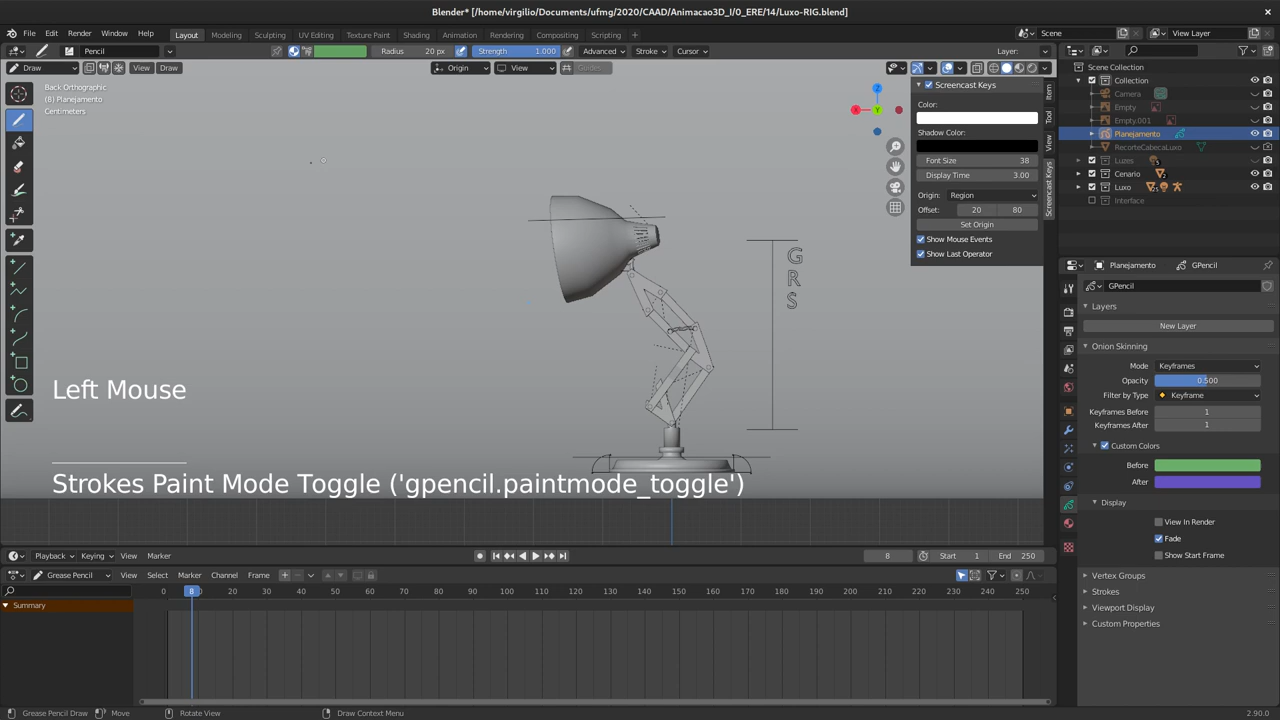 Blender* [/home/virgilio/Documents/ufmg/2020/CAAD/Animacao3D_I/0_ERE/14/Luxo-RIG.blend]
File Edit Render Window Help Layout Modeling Sculpting UV Editing Texture Paint Shading Animation Rendering Compositing Scripting + Scene View Layer
Pencil Radius 20 px Strength 1.000 Advanced Stroke Cursor Layer:
Draw View Draw Origin View Guides
Back Orthographic
(8) Planejamento
Centimeters
X Y Z
G
R
S
Left Mouse
Strokes Paint Mode Toggle ('gpencil.paintmode_toggle')
Screencast Keys
Color:
Shadow Color:
Font Size 38
Display Time 3.00
Origin: Region
Offset: 20 80
Set Origin
Show Mouse Events
Show Last Operator
Item
Tool
View
Screencast Keys
Scene Collection
Collection
Camera
Empty
Empty.001
Planejamento
RecorteCabecaLuxo
Luzes
Cenario
Luxo
Interface
Planejamento GPencil
GPencil
Layers
New Layer
Onion Skinning
Mode Keyframes
Opacity 0.500
Filter by Type Keyframe
Keyframes Before 1
Keyframes After 1
Custom Colors
Before
After
Display
View In Render
Fade
Show Start Frame
Vertex Groups
Strokes
Viewport Display
Custom Properties
Playback Keying View Marker 8 Start 1 End 250
Grease Pencil View Select Marker Channel Frame
0 8 20 30 40 50 60 70 80 90 100 110 120 130 140 150 160 170 180 190 200 210 220 230 240 250
Summary
Grease Pencil Draw Move Rotate View Draw Context Menu 2.90.0